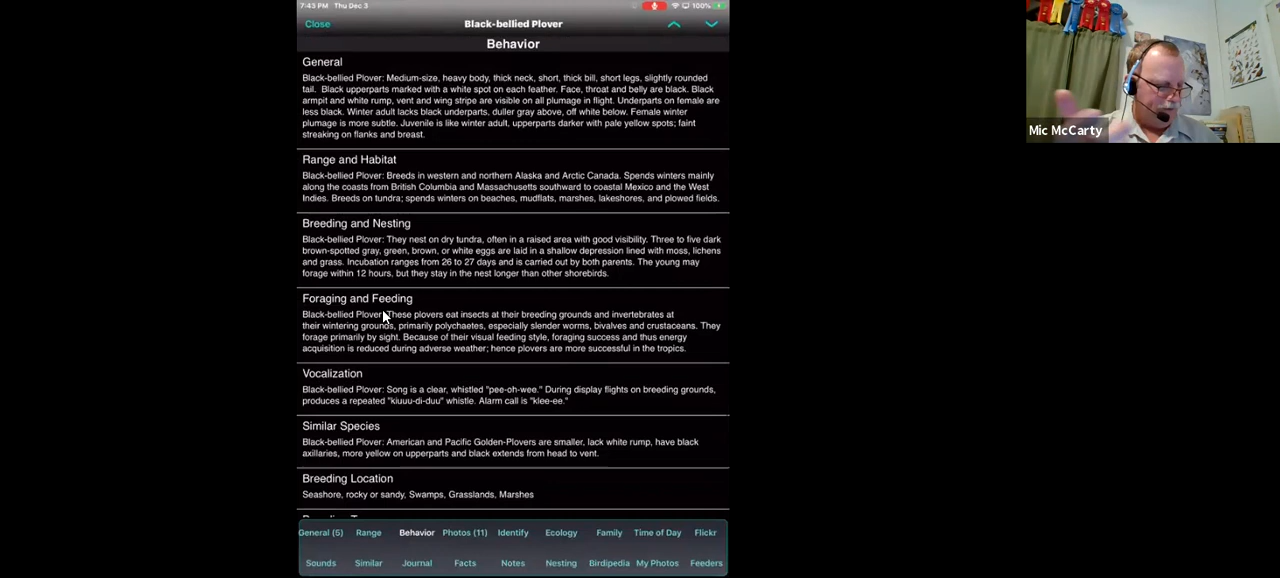 7:43 PM Thu Dec 3
100%
Close
Black-bellied Plover
Behavior
General
Black-bellied Plover: Medium-size, heavy body, thick neck, short, thick bill, short legs, slightly rounded
tail. Black upperparts marked with a white spot on each feather. Face, throat and belly are black. Black
armpit and white rump, vent and wing stripe are visible on all plumage in flight. Underparts on female are
less black. Winter adult lacks black underparts, duller gray above, off white below. Female winter
plumage is more subtle. Juvenile is like winter adult, upperparts darker with pale yellow spots; faint
streaking on flanks and breast.
Range and Habitat
Black-bellied Plover: Breeds in western and northern Alaska and Arctic Canada. Spends winters mainly
along the coasts from British Columbia and Massachusetts southward to coastal Mexico and the West
Indies. Breeds on tundra; spends winters on beaches, mudflats, marshes, lakeshores, and plowed fields.
Breeding and Nesting
Black-bellied Plover: They nest on dry tundra, often in a raised area with good visibility. Three to five dark
brown-spotted gray, green, brown, or white eggs are laid in a shallow depression lined with moss, lichens
and grass. Incubation ranges from 26 to 27 days and is carried out by both parents. The young may
forage within 12 hours, but they stay in the nest longer than other shorebirds.
Foraging and Feeding
Black-bellied Plover: These plovers eat insects at their breeding grounds and invertebrates at
their wintering grounds, primarily polychaetes, especially slender worms, bivalves and crustaceans. They
forage primarily by sight. Because of their visual feeding style, foraging success and thus energy
acquisition is reduced during adverse weather; hence plovers are more successful in the tropics.
Vocalization
Black-bellied Plover: Song is a clear, whistled "pee-oh-wee." During display flights on breeding grounds,
produces a repeated "kiuuu-di-duu" whistle. Alarm call is "klee-ee."
Similar Species
Black-bellied Plover: American and Pacific Golden-Plovers are smaller, lack white rump, have black
axillaries, more yellow on upperparts and black extends from head to vent.
Breeding Location
Seashore, rocky or sandy, Swamps, Grasslands, Marshes
General (5) Range Behavior Photos (11) Identify Ecology Family Time of Day Flickr
Sounds Similar Journal Facts Notes Nesting Birdipedia My Photos Feeders
Mic McCarty